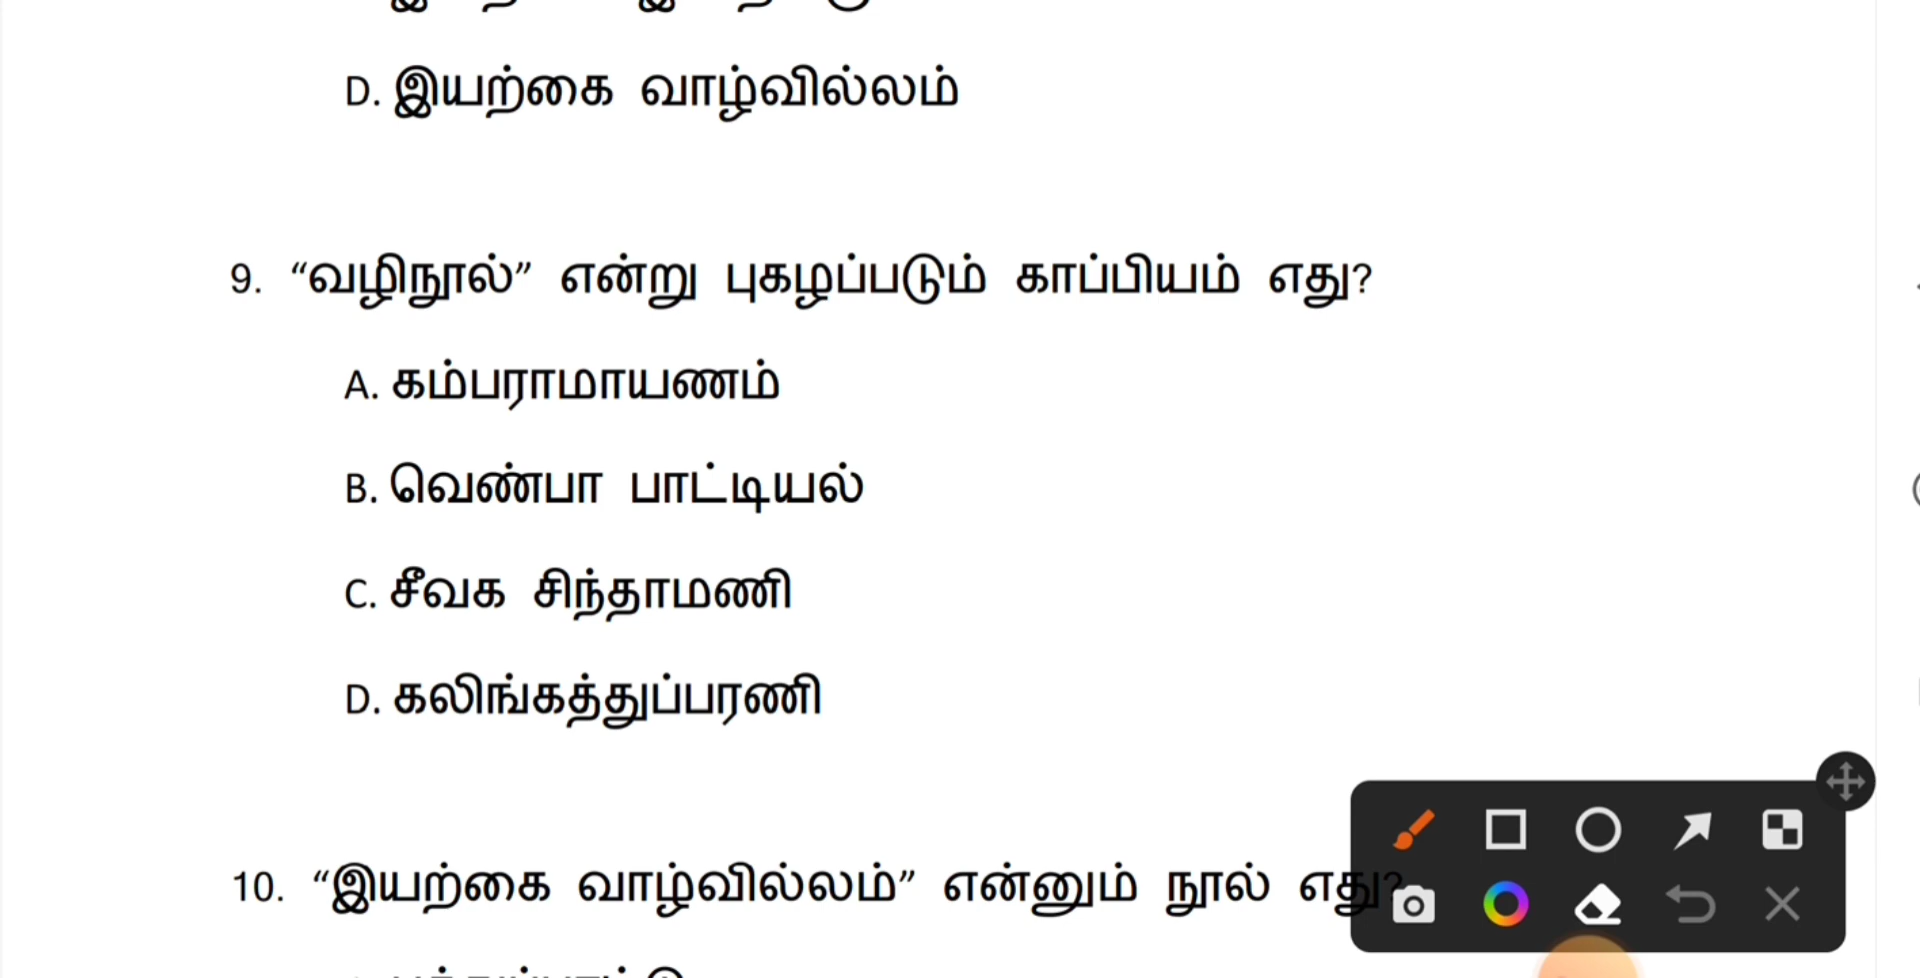 D. இயற்கை வாழ்வில்லம்
9. “வழிநூல்” என்று புகழப்படும் காப்பியம் எது?
A. கம்பராமாயணம்
B. வெண்பா பாட்டியல்
C. சீவக சிந்தாமணி
D. கலிங்கத்துப்பரணி
10. “இயற்கை வாழ்வில்லம்” என்னும் நூல் எது?